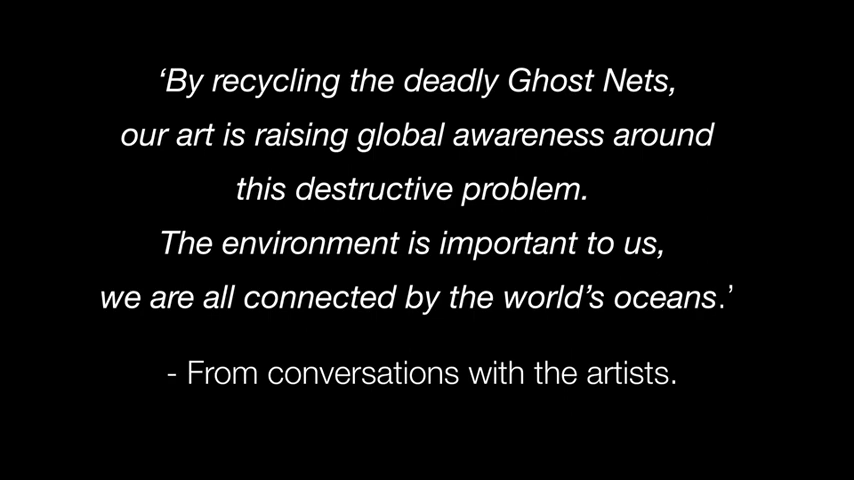 ‘By recycling the deadly Ghost Nets,
our art is raising global awareness around
this destructive problem.
The environment is important to us,
we are all connected by the world’s oceans.’
- From conversations with the artists.